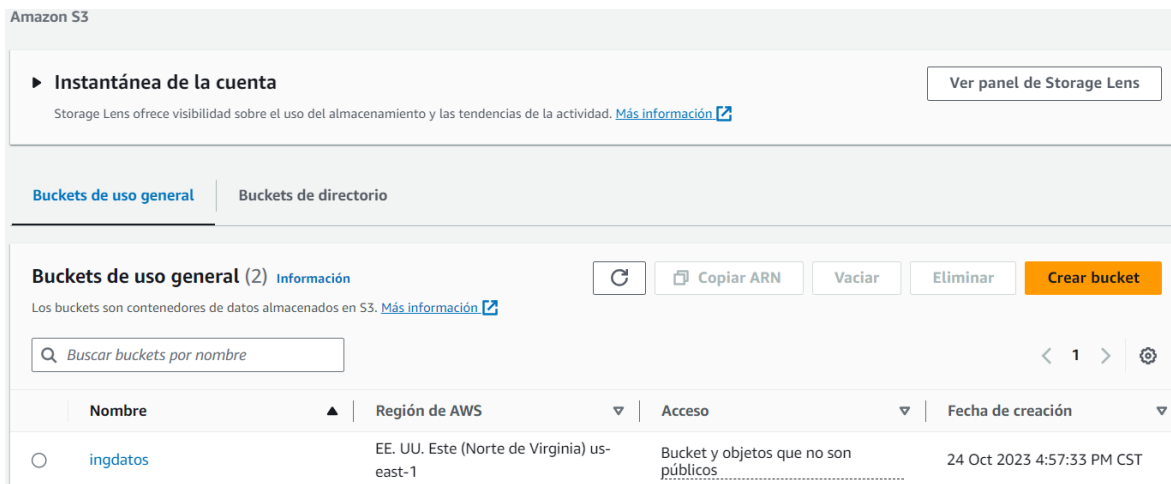 Amazon S3
Instantánea de la cuenta
Ver panel de Storage Lens
Storage Lens ofrece visibilidad sobre el uso del almacenamiento y las tendencias de la actividad. Más información
Buckets de uso general
Buckets de directorio
Buckets de uso general (2) Información
Copiar ARN
Vaciar
Eliminar
Crear bucket
Los buckets son contenedores de datos almacenados en S3. Más información
Buscar buckets por nombre
1
Nombre
Región de AWS
Acceso
Fecha de creación
ingdatos
EE. UU. Este (Norte de Virginia) us-
east-1
Bucket y objetos que no son
públicos
24 Oct 2023 4:57:33 PM CST